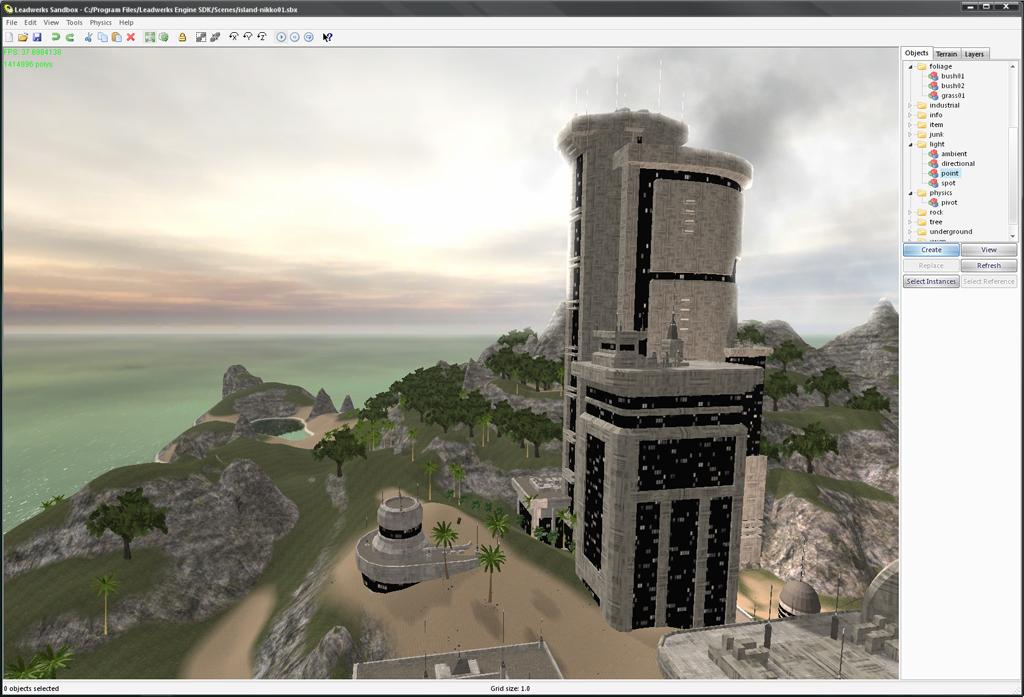 Leadwerks Sandbox - C:/Program Files/Leadwerks Engine SDK/Scenes/island-nikko01.sbx
File Edit View Tools Physics Help
FPS: 37.6984138
1414896 polys
Objects Terrain Layers
foliage
bush01
bush02
grass01
industrial
info
item
junk
light
ambient
directional
point
spot
physics
pivot
rock
tree
underground
Create View
Replace Refresh
Select Instances Select Reference
0 objects selected Grid size: 1.0